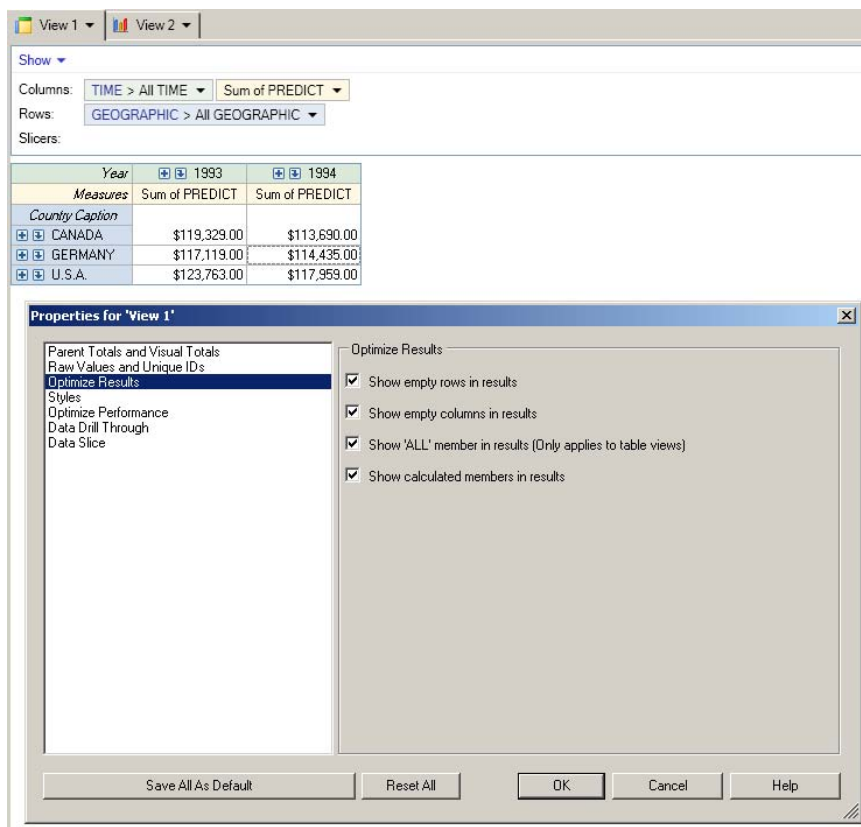 View 1 View 2
Show
Columns: TIME > All TIME Sum of PREDICT
Rows: GEOGRAPHIC > All GEOGRAPHIC
Slicers:
Year 1993 1994
Measures Sum of PREDICT Sum of PREDICT
Country Caption
CANADA $119,329.00 $113,690.00
GERMANY $117,119.00 $114,435.00
U.S.A. $123,763.00 $117,959.00
Properties for 'View 1'
Parent Totals and Visual Totals
Raw Values and Unique IDs
Optimize Results
Styles
Optimize Performance
Data Drill Through
Data Slice
Optimize Results
Show empty rows in results
Show empty columns in results
Show 'ALL' member in results (Only applies to table views)
Show calculated members in results
Save All As Default Reset All OK Cancel Help